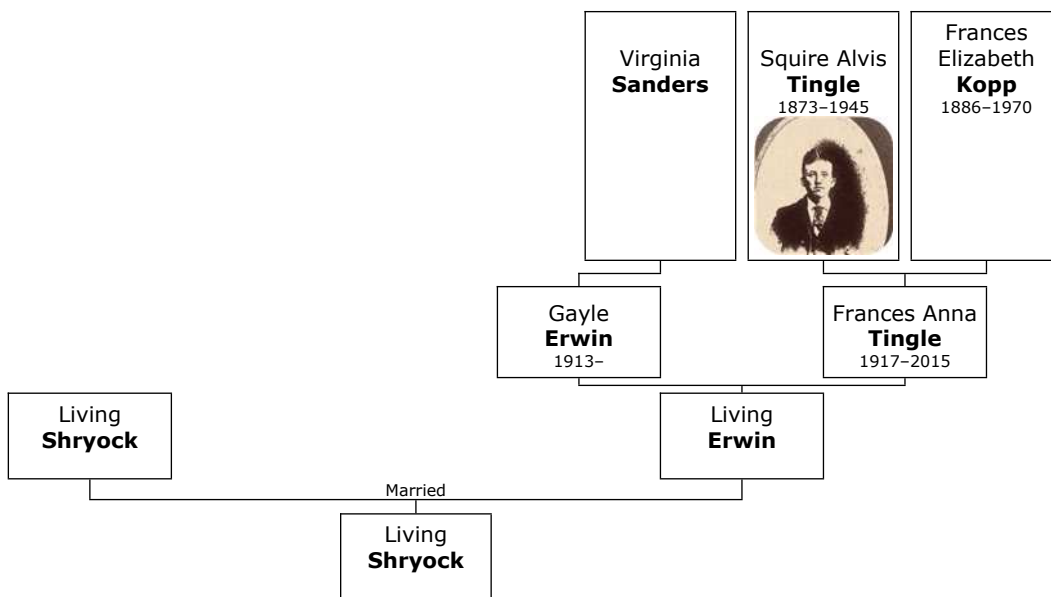 Virginia
Sanders
Squire Alvis
Tingle
1873–1945
Frances
Elizabeth
Kopp
1886–1970
Gayle
Erwin
1913–
Frances Anna
Tingle
1917–2015
Living
Shryock
Living
Erwin
Married
Living
Shryock